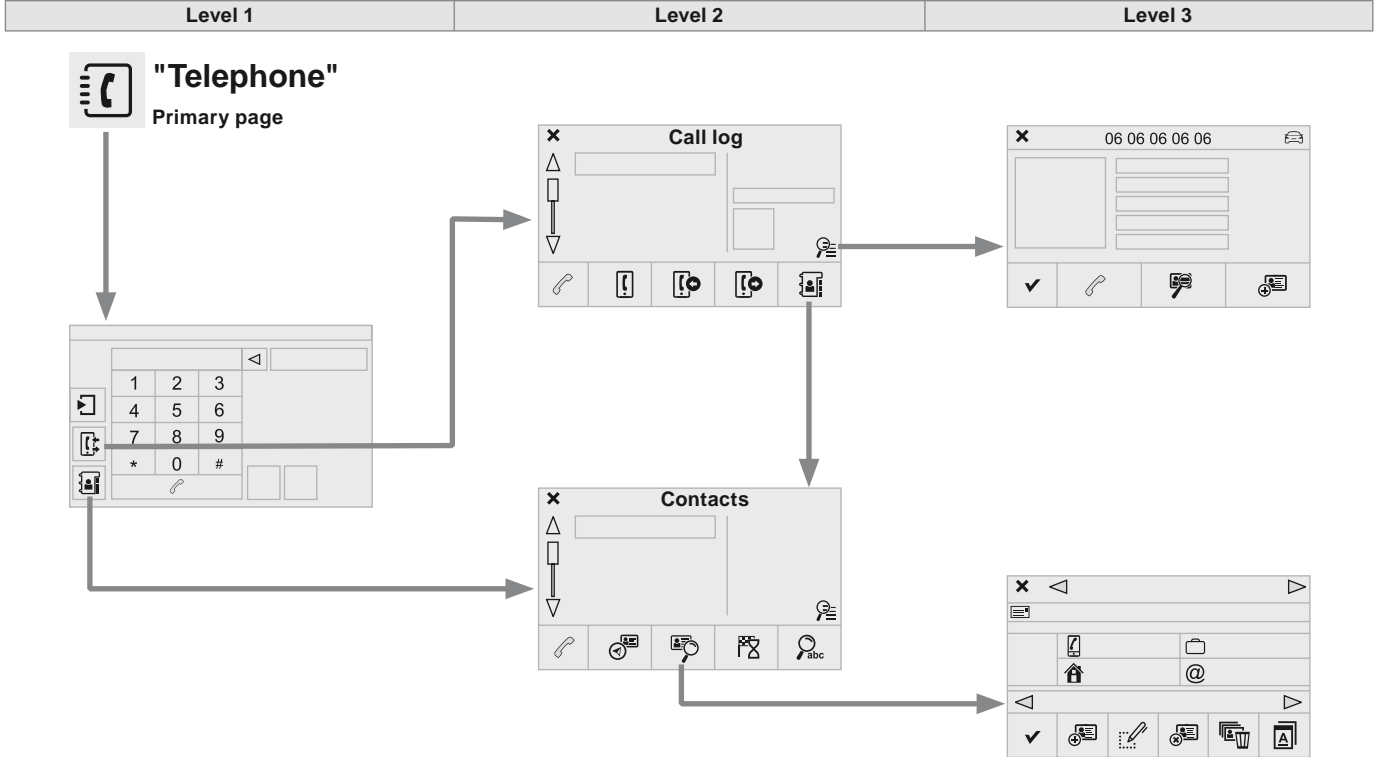 Level 1
Level 2
Level 3
"Telephone"
Primary page
Call log
06 06 06 06 06
1 2 3
4 5 6
7 8 9
* 0 #
Contacts
abc
@
A